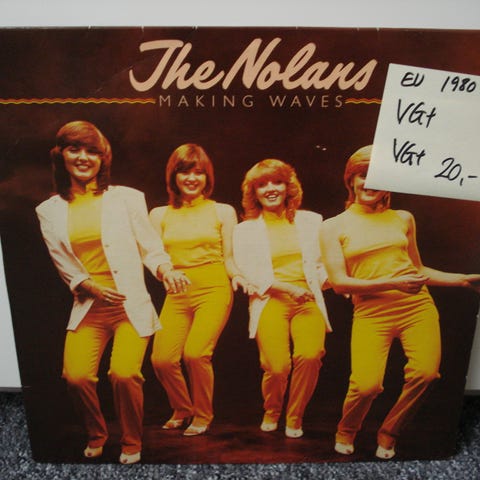 The Nolans
MAKING WAVES
EU 1980
VG+
VG+ 20,-